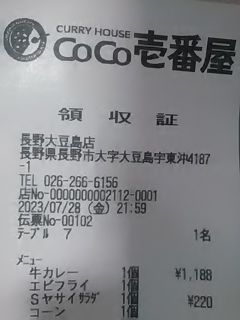 CURRY HOUSE
CoCo壱番屋
領収証
長野大豆島店
長野県長野市大字大豆島字東沖4187
-1
TEL 026-266-6156
店No-0000000002112-0001
2023/07/28 (金) 21:59
伝票No-00102
テーブル 7 1名
メニュー
牛カレー 1個 ¥1,188
エビフライ 1個
Sヤサイサラダ 1個 ¥220
コーン 1個